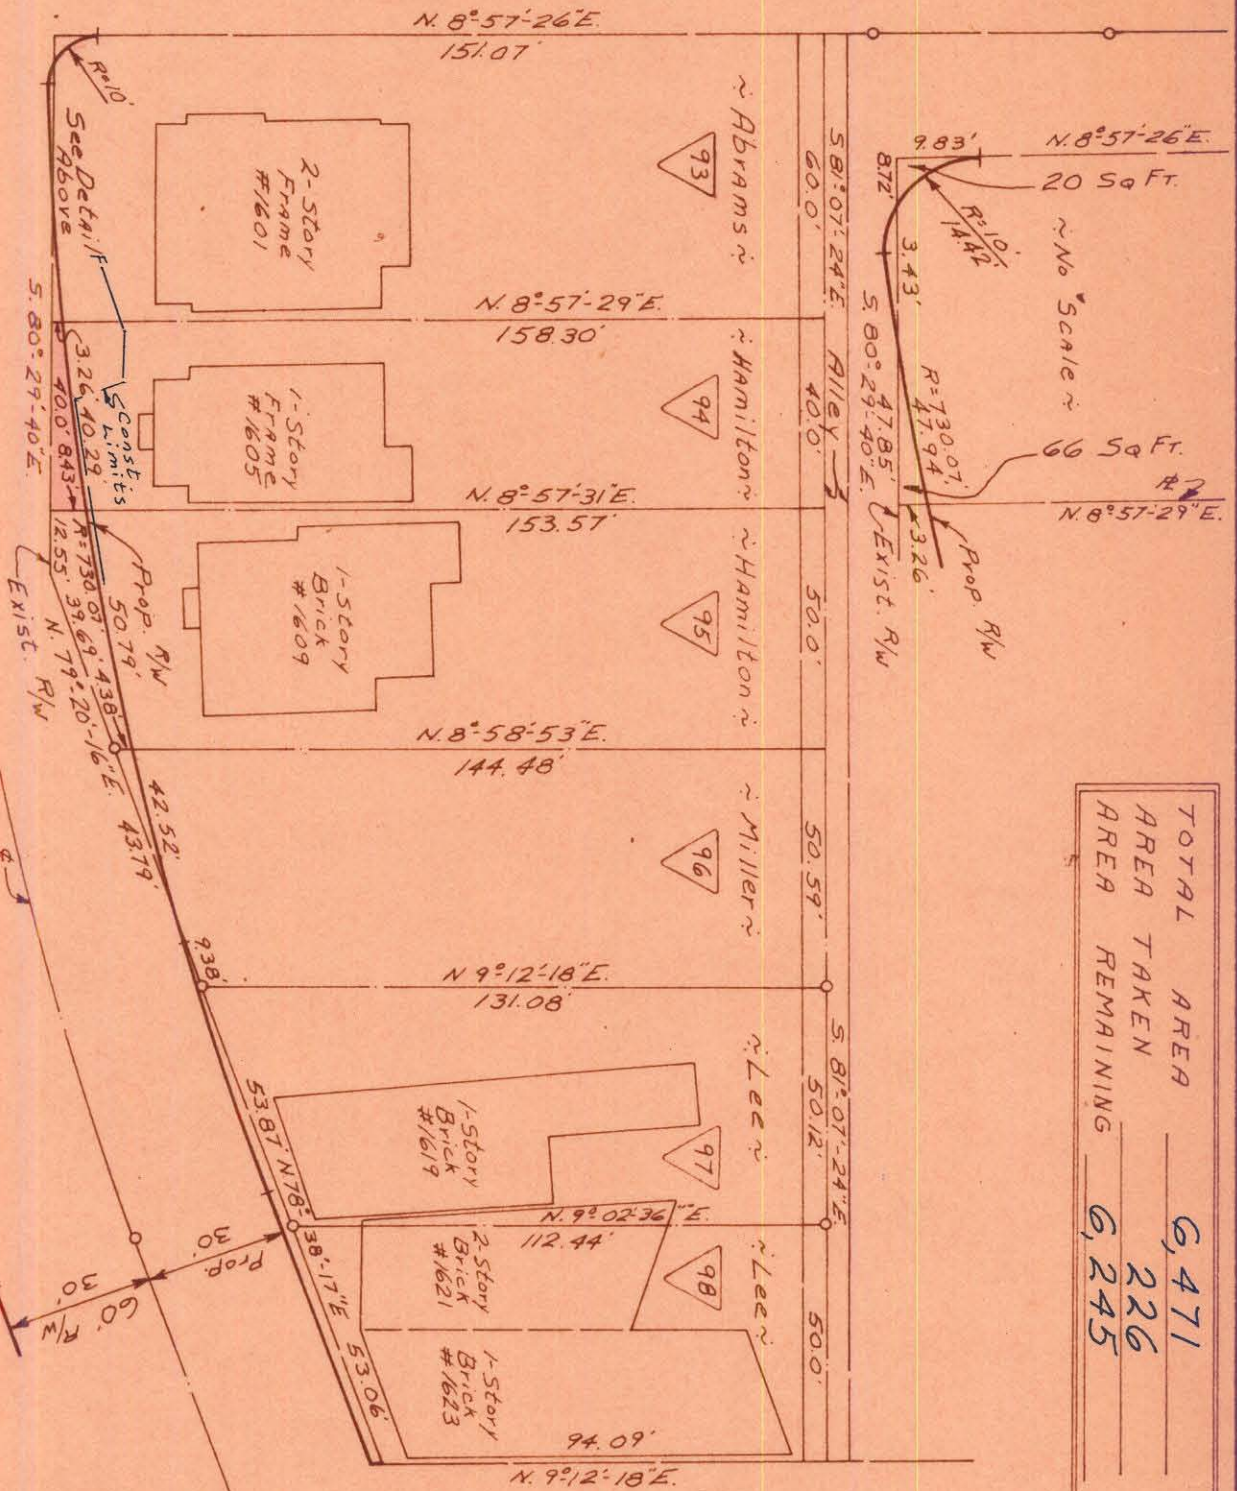 N. 8°-57'-26"E.
151.07'
R=10'
See Detail
Above
2-Story
Frame
#1601
~ Abrams ~
93
60.0'
S 81°-07'-24"E.
Alley
9.83'
8.72'
N. 8°-57'-26"E.
20 Sq Ft.
R=10'
14.42
3.43'
~ No Scale ~
R=730.07'
47.94'
47.85'
S. 80°-29'-40"E.
Exist. R/W
66 Sq Ft.
N. 8°-57'-29"E.
3.26'
Prop. R/W
N. 8°-57'-29"E.
158.30'
S. 80°-29'-40"E.
3.26'
40.29'
40.0'
8.43'
Const
Limits
1-Story
Frame
#1605
~ Hamilton ~
94
40.0'
N. 8°-57'-31"E.
153.57'
R=730.07'
12.55'
39.69'
50.79'
4.38'
Prop. R/W
Exist. R/W
N. 79°-20'-16"E.
1-Story
Brick
#1609
~ Hamilton ~
95
50.0'
N. 8°-58'-53"E.
144.48'
42.52'
43.79'
~ Miller ~
96
50.59'
9.38'
N 9°-12'-18"E.
131.08'
1-Story
Brick
#1619
~ Lee ~
97
50.12'
S. 81°-07'-24"E.
53.87'
N.78°-38'-17"E
N. 9°-02'-36"E.
112.44'
2-Story
Brick
#1621
1-Story
Brick
#1623
~ Lee ~
98
50.0'
53.06'
94.09'
N. 9°-12'-18"E.
30'
Prop.
30'
60' R/W
TOTAL AREA 6,471
AREA TAKEN 226
AREA REMAINING 6,245